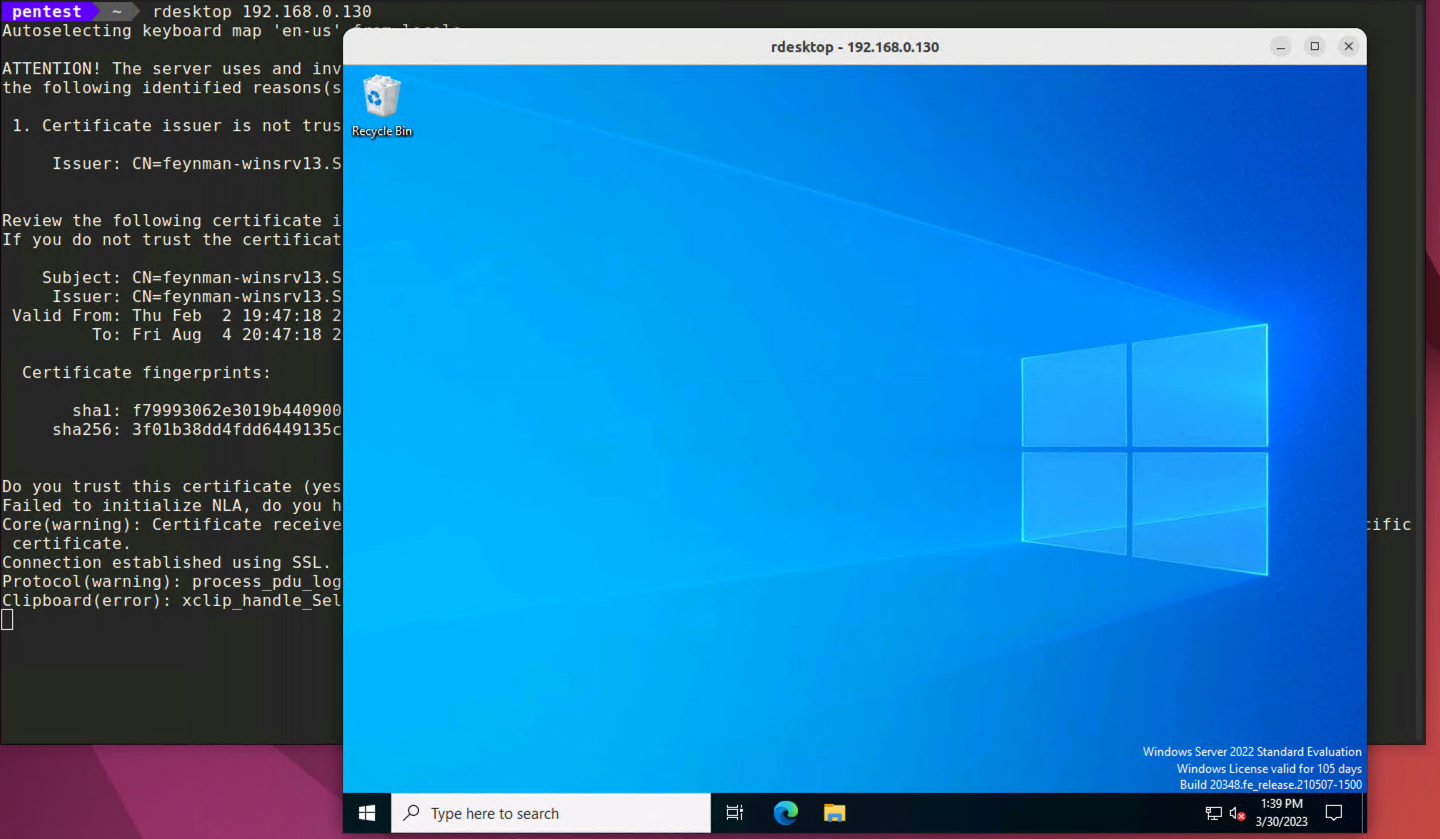 pentest ~ rdesktop 192.168.0.130
Autoselecting keyboard map 'en-us' from locale
ATTENTION! The server uses and inv
the following identified reasons(s
1. Certificate issuer is not trus
Issuer: CN=feynman-winsrv13.S
Review the following certificate i
If you do not trust the certificat
Subject: CN=feynman-winsrv13.S
Issuer: CN=feynman-winsrv13.S
Valid From: Thu Feb  2 19:47:18 2
To: Fri Aug  4 20:47:18 2
Certificate fingerprints:
sha1: f79993062e3019b440900
sha256: 3f01b38dd4fdd6449135c
Do you trust this certificate (yes
Failed to initialize NLA, do you h
Core(warning): Certificate receive
cific
certificate.
Connection established using SSL.
Protocol(warning): process_pdu_log
Clipboard(error): xclip_handle_Sel
rdesktop - 192.168.0.130
Recycle Bin
Windows Server 2022 Standard Evaluation
Windows License valid for 105 days
Build 20348.fe_release.210507-1500
Type here to search
1:39 PM
3/30/2023